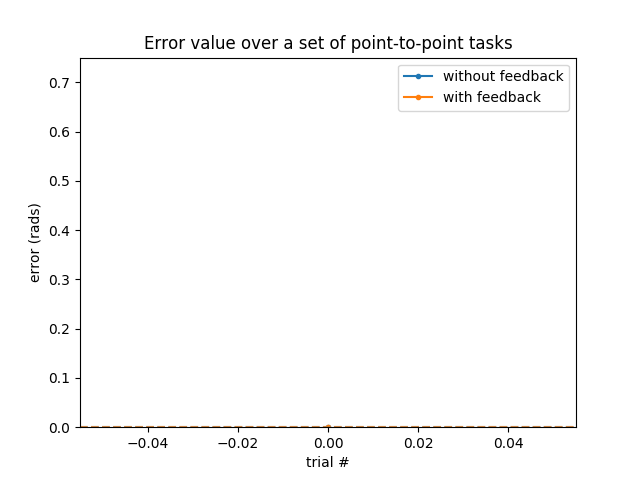 Error value over a set of point-to-point tasks
without feedback
with feedback
0.7
0.6
0.5
0.4
0.3
0.2
0.1
0.0
error (rads)
−0.04 −0.02 0.00 0.02 0.04
trial #